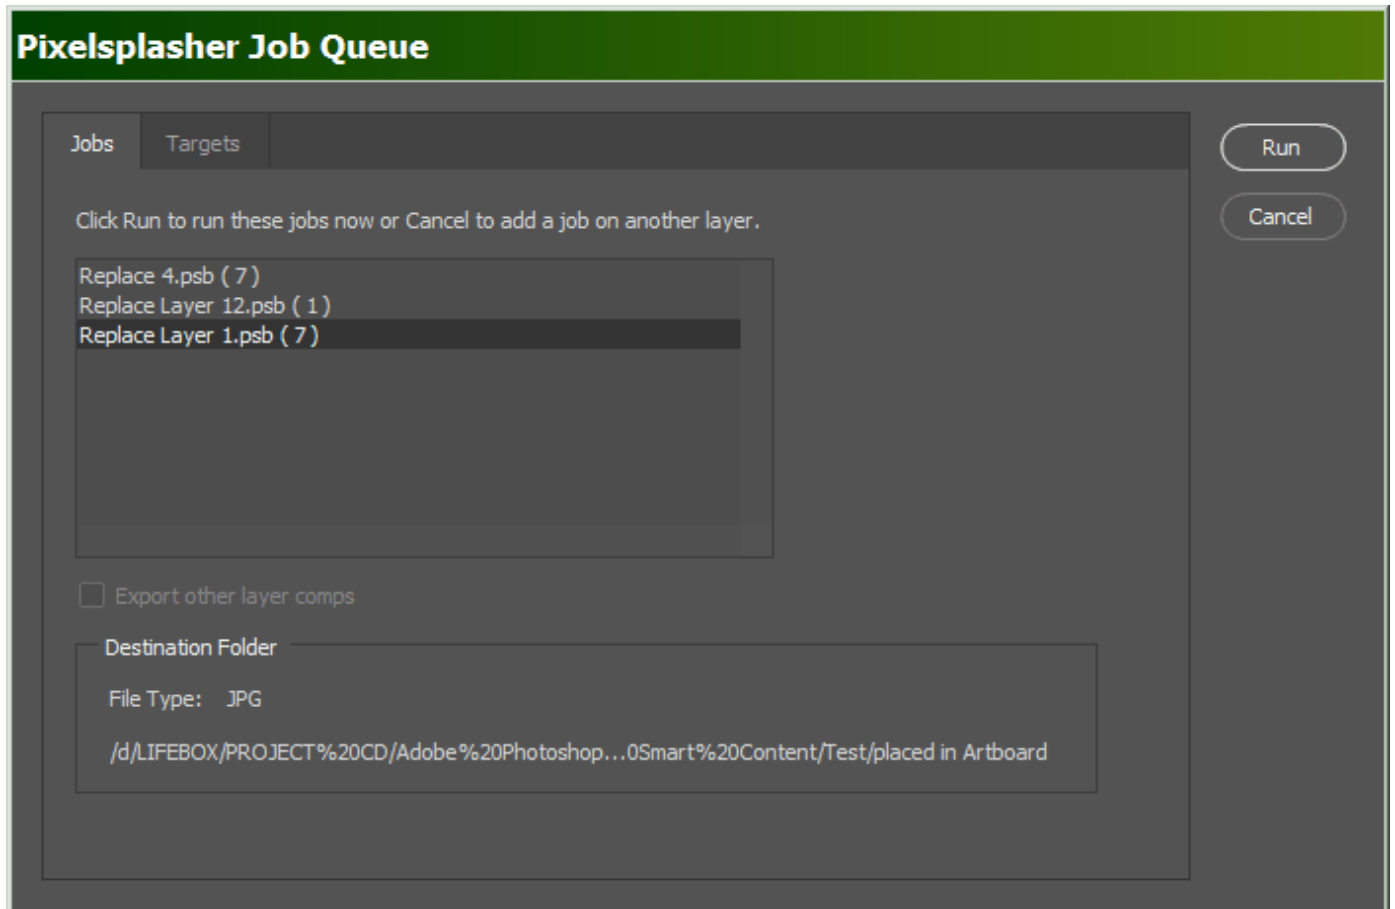 Pixelsplasher Job Queue
Jobs
Targets
Run
Cancel
Click Run to run these jobs now or Cancel to add a job on another layer.
Replace 4.psb ( 7 )
Replace Layer 12.psb ( 1 )
Replace Layer 1.psb ( 7 )
Export other layer comps
Destination Folder
File Type: JPG
/d/LIFEBOX/PROJECT%20CD/Adobe%20Photoshop...0Smart%20Content/Test/placed in Artboard